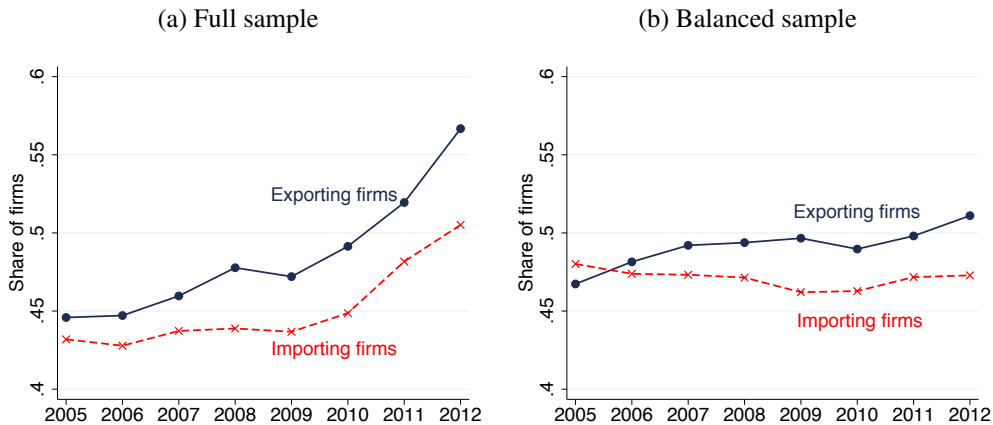 (a) Full sample
Share of firms
.6
.55
.5
.45
.4
Exporting firms
Importing firms
2005 2006 2007 2008 2009 2010 2011 2012
(b) Balanced sample
Share of firms
.6
.55
.5
.45
.4
Exporting firms
Importing firms
2005 2006 2007 2008 2009 2010 2011 2012